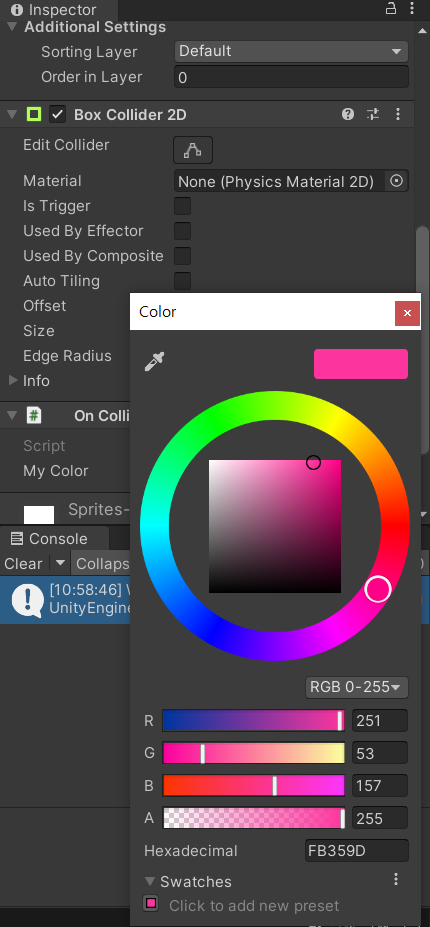 Inspector
Additional Settings
Sorting Layer Default
Order in Layer 0
Box Collider 2D
Edit Collider
Material None (Physics Material 2D)
Is Trigger
Used By Effector
Used By Composite
Auto Tiling
Offset
Size
Edge Radius
Info
On Colli
Script
My Color
Sprites-
Console
Clear Collaps
[10:58:46]
UnityEngine
Color
RGB 0-255
R 251
G 53
B 157
A 255
Hexadecimal FB359D
Swatches
Click to add new preset